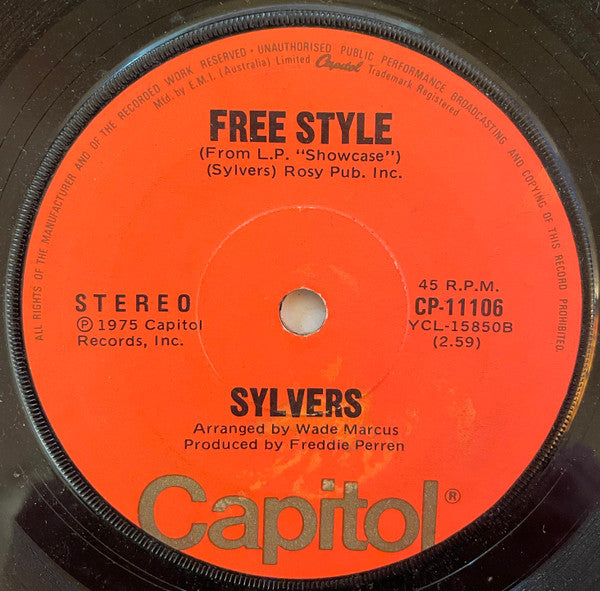 ALL RIGHTS OF THE MANUFACTURER AND OF THE OWNER OF THE RECORDED WORK RESERVED · UNAUTHORISED PUBLIC PERFORMANCE BROADCASTING AND COPYING OF THIS RECORD PROHIBITED.
Mfd. by E.M.I. (Australia) Limited Capitol Trademark Registered
FREE STYLE
(From L.P. "Showcase")
(Sylvers) Rosy Pub. Inc.
STEREO
℗ 1975 Capitol
Records, Inc.
45 R.P.M.
CP-11106
YCL-15850B
(2.59)
SYLVERS
Arranged by Wade Marcus
Produced by Freddie Perren
Capitol®